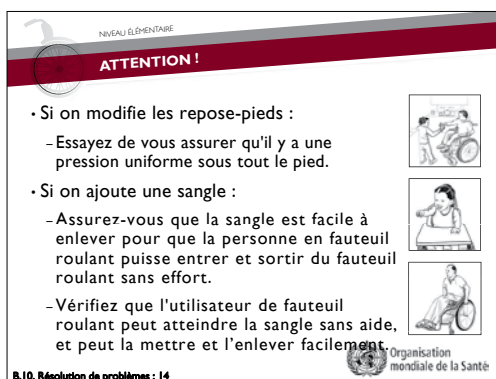 NIVEAU ÉLÉMENTAIRE
ATTENTION !
• Si on modifie les repose-pieds :
– Essayez de vous assurer qu'il y a une
pression uniforme sous tout le pied.
• Si on ajoute une sangle :
– Assurez-vous que la sangle est facile à
enlever pour que la personne en fauteuil
roulant puisse entrer et sortir du fauteuil
roulant sans effort.
– Vérifiez que l'utilisateur de fauteuil
roulant peut atteindre la sangle sans aide,
et peut la mettre et l’enlever facilement.
Organisation
mondiale de la Santé
B.10. Résolution de problèmes : 14